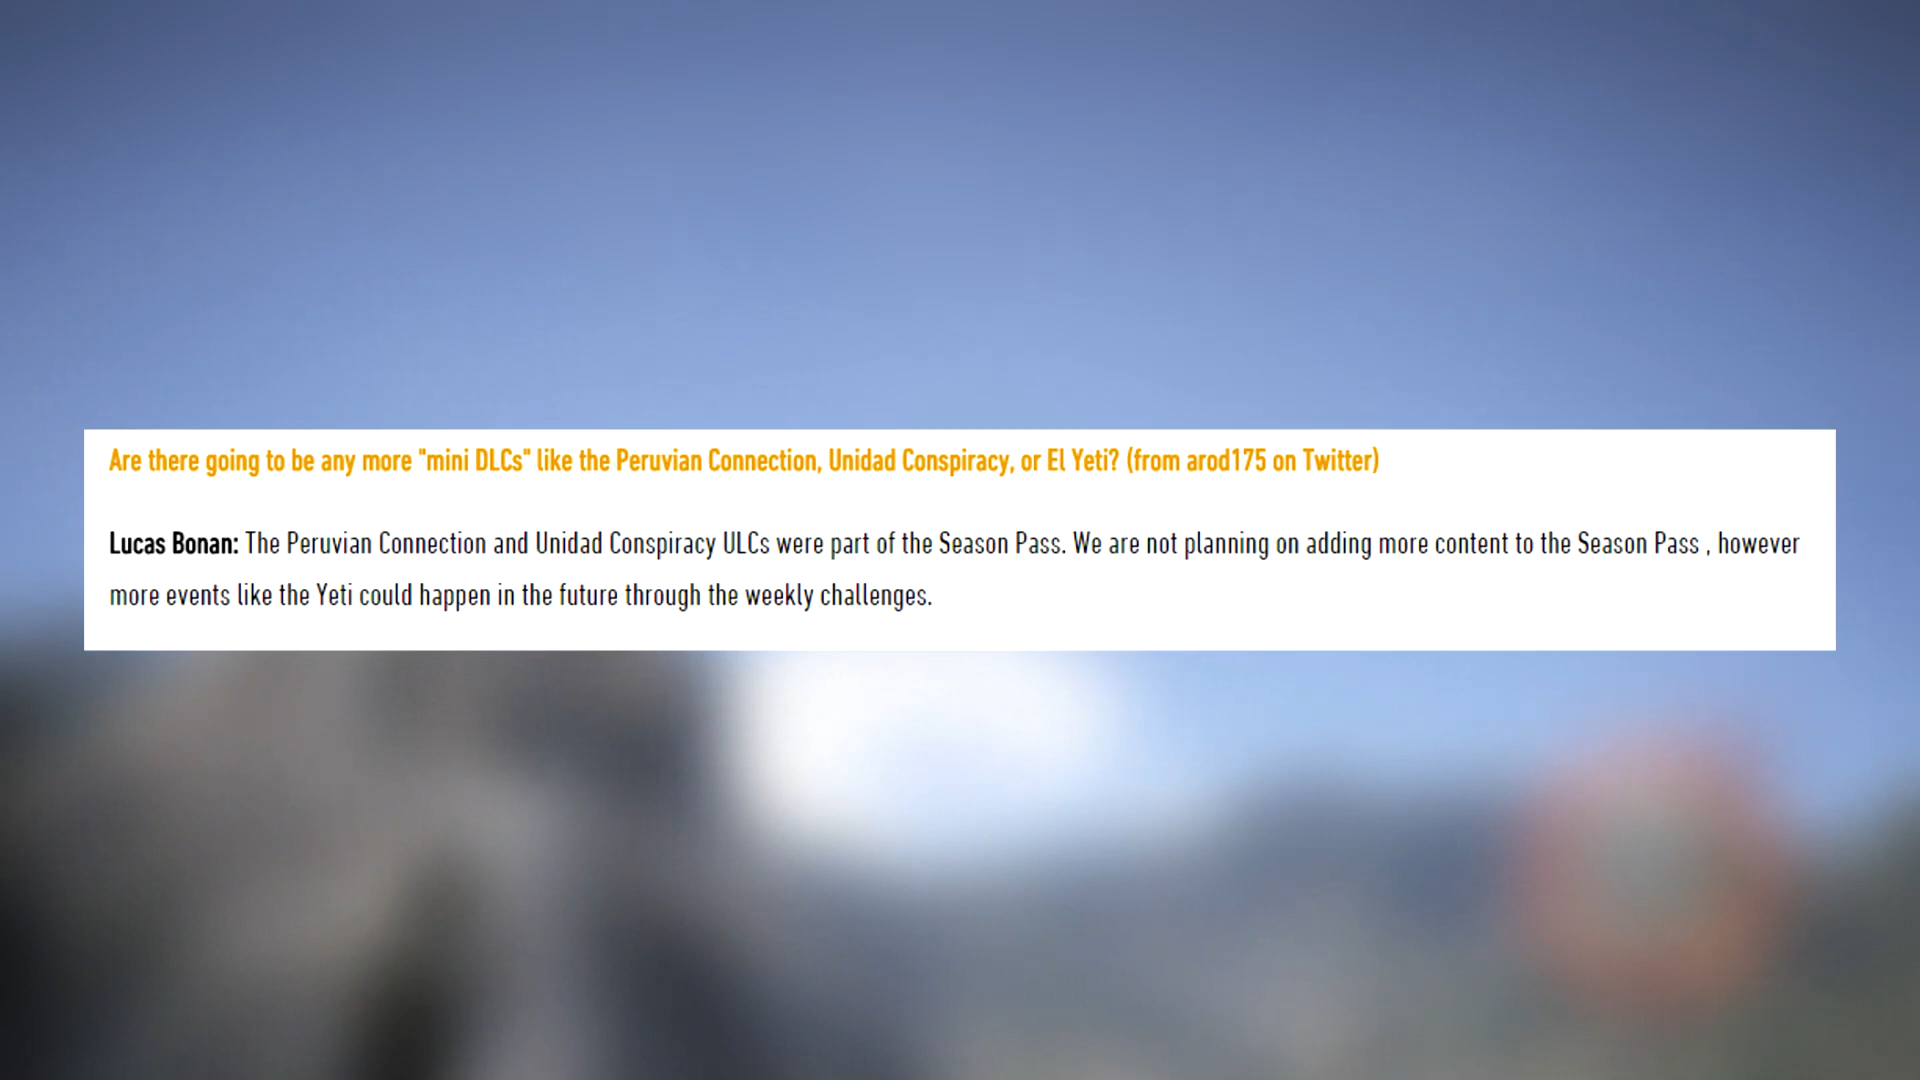 Are there going to be any more "mini DLCs" like the Peruvian Connection, Unidad Conspiracy, or El Yeti? (from arod175 on Twitter)
Lucas Bonan: The Peruvian Connection and Unidad Conspiracy ULCs were part of the Season Pass. We are not planning on adding more content to the Season Pass , however
more events like the Yeti could happen in the future through the weekly challenges.